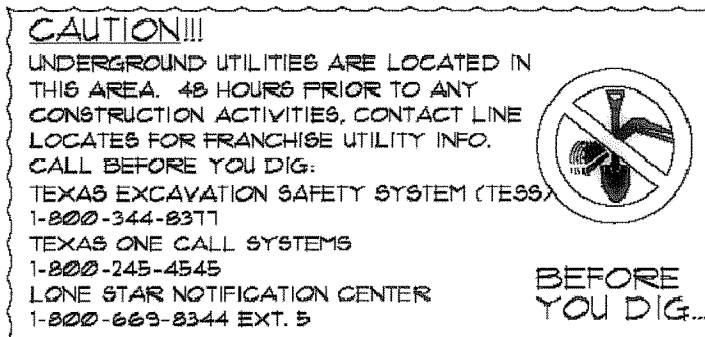 CAUTION!!!
UNDERGROUND UTILITIES ARE LOCATED IN
THIS AREA. 48 HOURS PRIOR TO ANY
CONSTRUCTION ACTIVITIES, CONTACT LINE
LOCATES FOR FRANCHISE UTILITY INFO.
CALL BEFORE YOU DIG:
TEXAS EXCAVATION SAFETY SYSTEM (TESS)
1-800-344-8377
TEXAS ONE CALL SYSTEMS
1-800-245-4545
LONE STAR NOTIFICATION CENTER
1-800-669-8344 EXT. 5
BEFORE
YOU DIG...